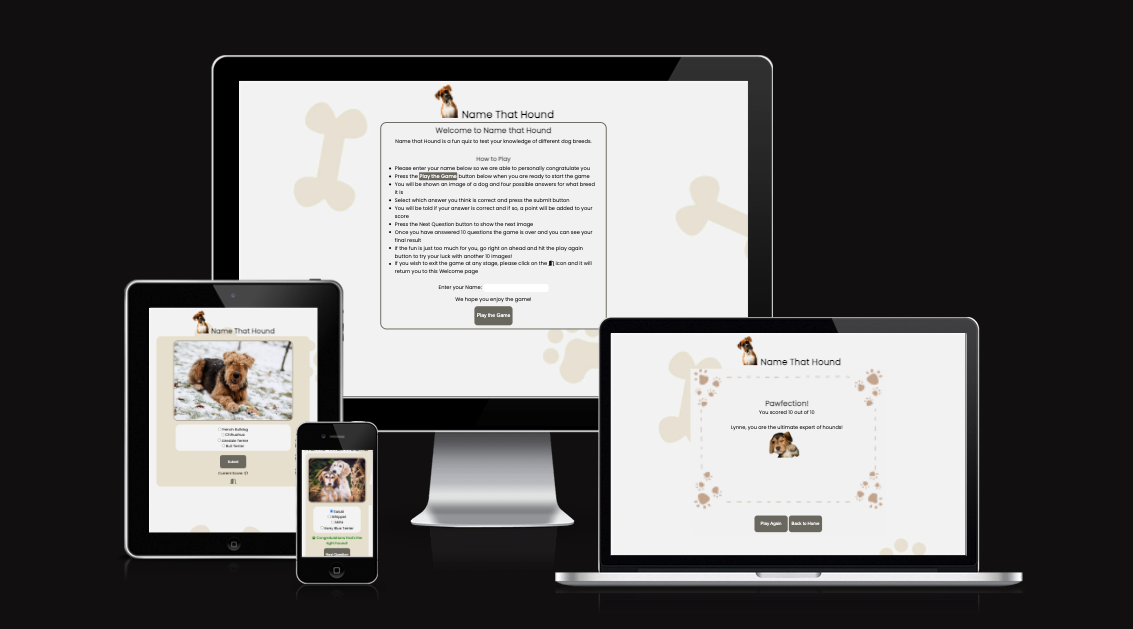 Name That Hound
Welcome to Name that Hound
Name that Hound is a fun quiz to test your knowledge of different dog breeds.
How to Play
Please enter your name below so we are able to personally congratulate you
Press the Play the Game button below when you are ready to start the game
You will be shown an image of a dog and four possible answers for what breed
it is
Select which answer you think is correct and press the submit button
You will be told if your answer is correct and if so, a point will be added to your
score
Press the Next Question button to show the next image
Once you have answered 10 questions the game is over and you can see your
final result
If the fun is just too much for you, go right on ahead and hit the play again
button to try your luck with another 10 images!
If you wish to exit the game at any stage, please click on the icon and it will
return you to this Welcome page
Enter your Name:
We hope you enjoy the game!
Play the Game
Name That Hound
French Bulldog
Chihuahua
Airedale Terrier
Bull Terrier
Submit
Current Score:
Saluki
Whippet
Akita
Kerry Blue Terrier
Congratulations that's the
right hound!
Next Question
Name That Hound
Pawfection!
You scored 10 out of 10
Lynne, you are the ultimate expert of hounds!
Play Again
Back to Home